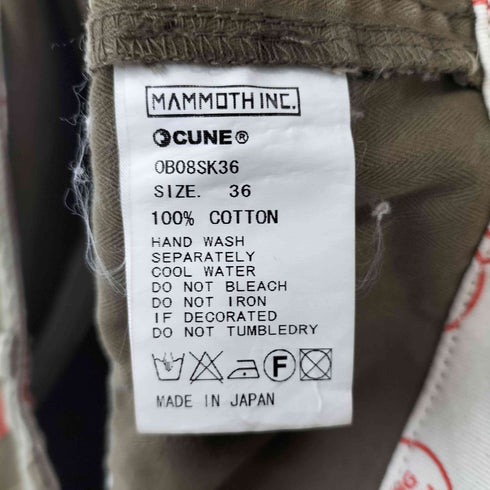 MAMMOTH INC.
CUNE®
0B08SK36
SIZE. 36
100% COTTON
HAND WASH
SEPARATELY
COOL WATER
DO NOT BLEACH
DO NOT IRON
IF DECORATED
DO NOT TUMBLEDRY
F
MADE IN JAPAN